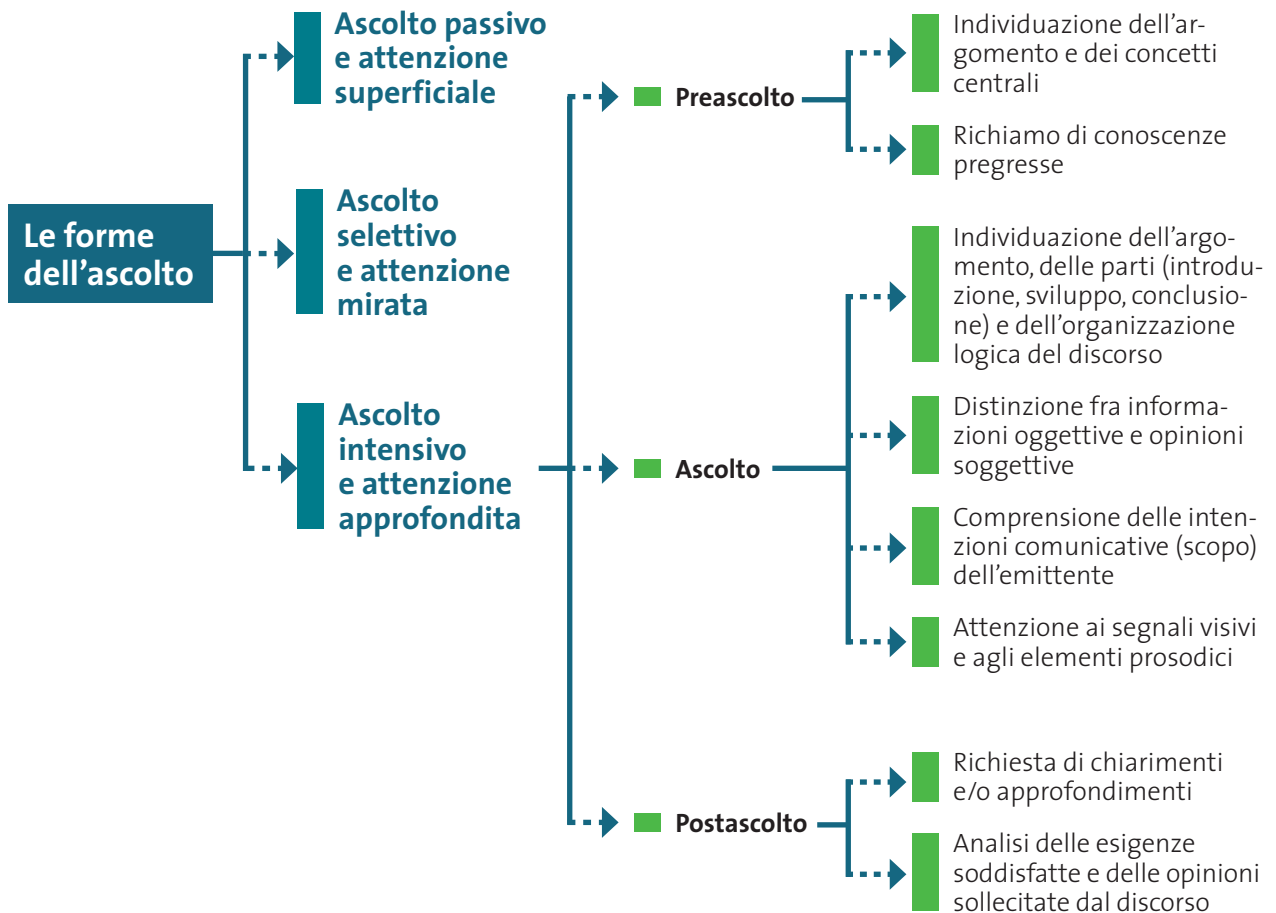 Le forme
dell'ascolto
Ascolto passivo
e attenzione
superficiale
Ascolto
selettivo
e attenzione
mirata
Ascolto
intensivo
e attenzione
approfondita
Preascolto
Individuazione dell'ar-
gomento e dei concetti
centrali
Richiamo di conoscenze
pregresse
Ascolto
Individuazione dell'argo-
mento, delle parti (introdu-
zione, sviluppo, conclusio-
ne) e dell'organizzazione
logica del discorso
Distinzione fra informa-
zioni oggettive e opinioni
soggettive
Comprensione delle inten-
zioni comunicative (scopo)
dell'emittente
Attenzione ai segnali visivi
e agli elementi prosodici
Postascolto
Richiesta di chiarimenti
e/o approfondimenti
Analisi delle esigenze
soddisfatte e delle opinioni
sollecitate dal discorso